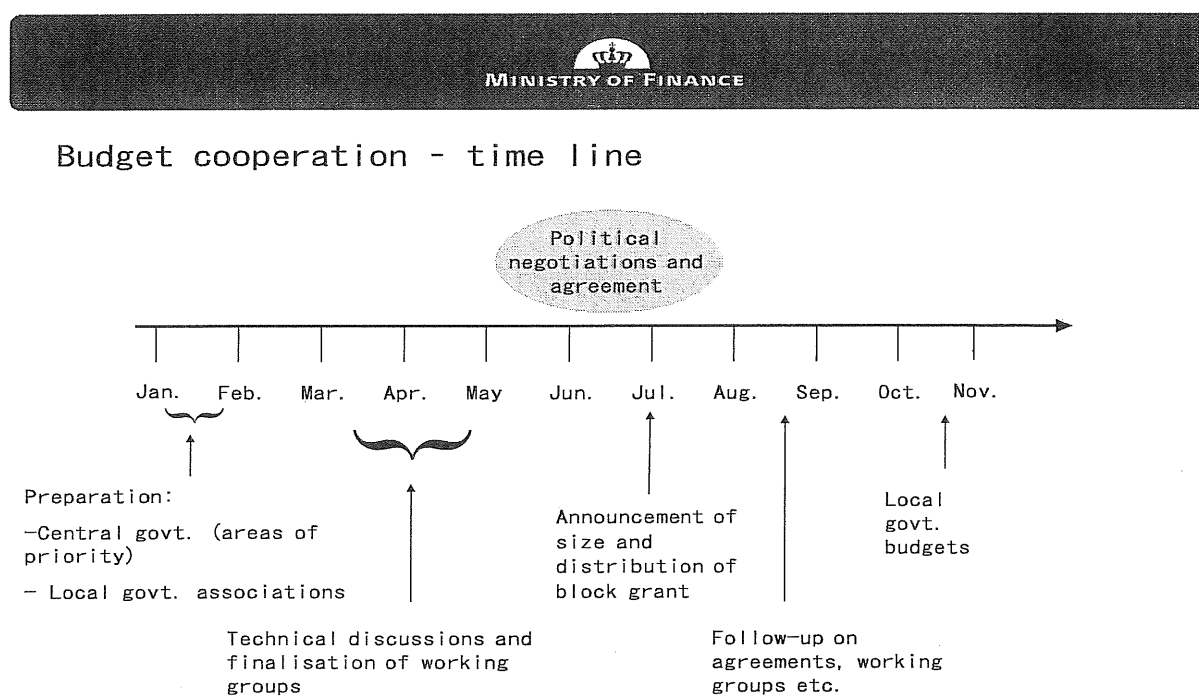 MINISTRY OF FINANCE
Budget cooperation - time line
Political
negotiations and
agreement
Jan. Feb. Mar. Apr. May Jun. Jul. Aug. Sep. Oct. Nov.
Preparation:
-Central govt. (areas of
priority)
- Local govt. associations
Technical discussions and
finalisation of working
groups
Announcement of
size and
distribution of
block grant
Follow-up on
agreements, working
groups etc.
Local
govt.
budgets